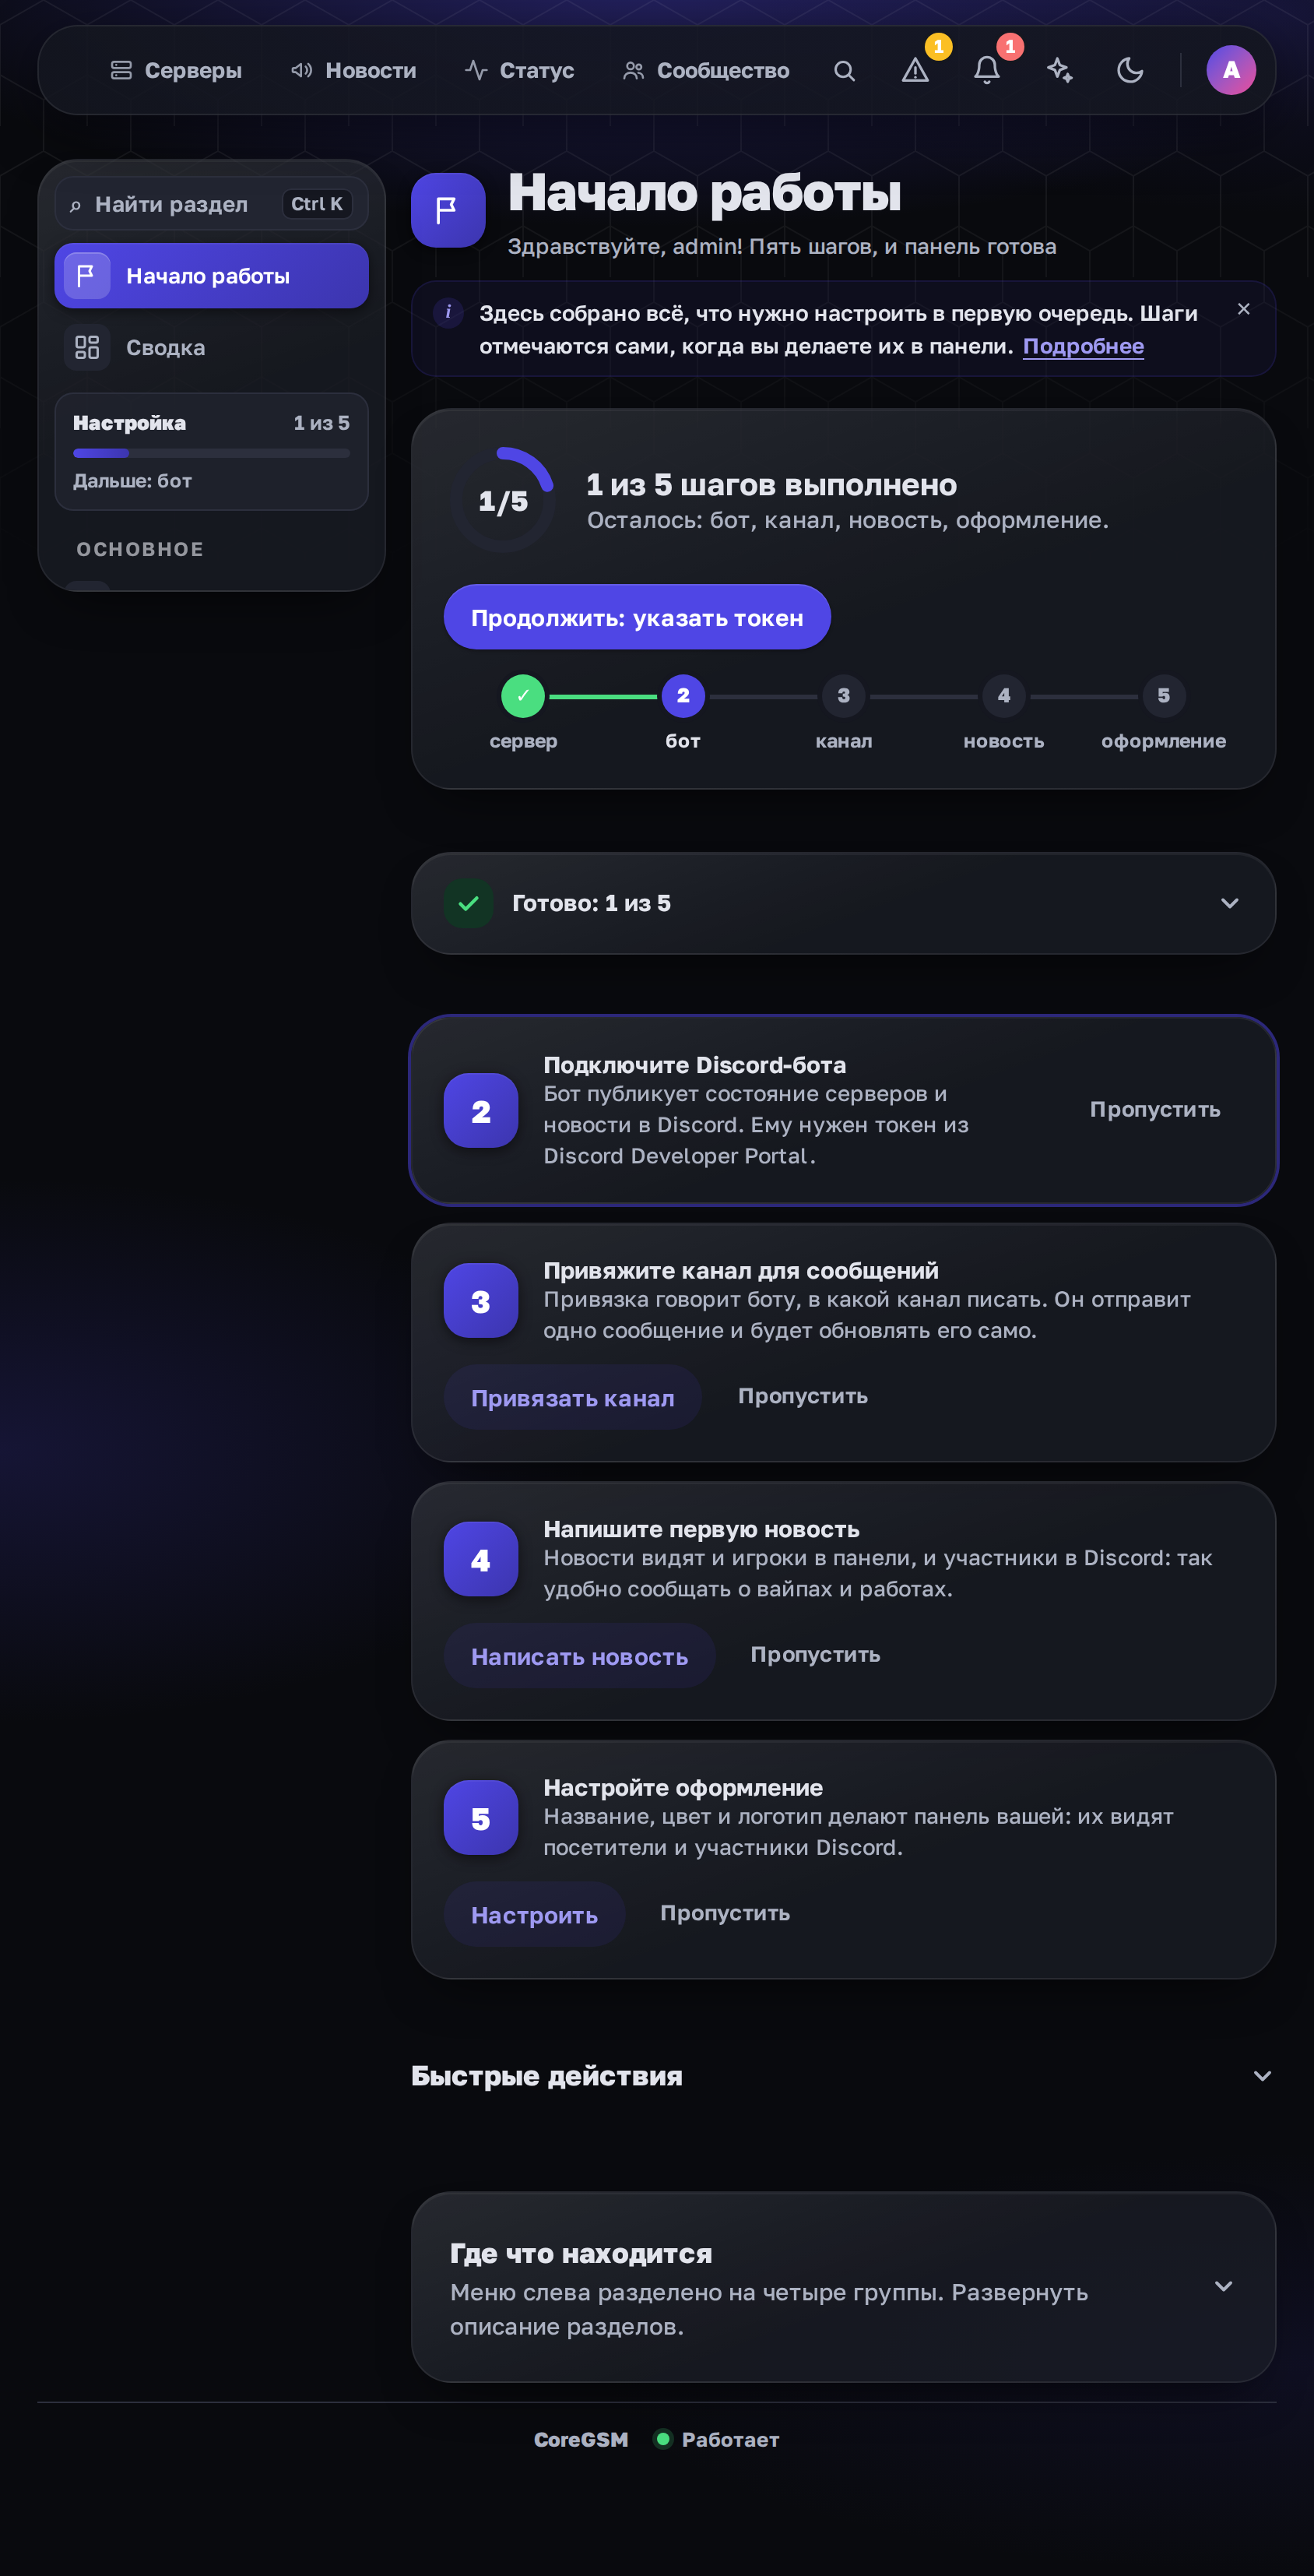 Серверы
Новости
Статус
Сообщество
1
1
A
Найти раздел
Ctrl K
Начало работы
Сводка
Настройка
1 из 5
Дальше: бот
ОСНОВНОЕ
Начало работы
Здравствуйте, admin! Пять шагов, и панель готова
i
Здесь собрано всё, что нужно настроить в первую очередь. Шаги
отмечаются сами, когда вы делаете их в панели. Подробнее
1/5
1 из 5 шагов выполнено
Осталось: бот, канал, новость, оформление.
Продолжить: указать токен
2
3
4
5
сервер
бот
канал
новость
оформление
Готово: 1 из 5
2
Подключите Discord-бота
Бот публикует состояние серверов и
новости в Discord. Ему нужен токен из
Discord Developer Portal.
Пропустить
3
Привяжите канал для сообщений
Привязка говорит боту, в какой канал писать. Он отправит
одно сообщение и будет обновлять его само.
Привязать канал
Пропустить
4
Напишите первую новость
Новости видят и игроки в панели, и участники в Discord: так
удобно сообщать о вайпах и работах.
Написать новость
Пропустить
5
Настройте оформление
Название, цвет и логотип делают панель вашей: их видят
посетители и участники Discord.
Настроить
Пропустить
Быстрые действия
Где что находится
Меню слева разделено на четыре группы. Развернуть
описание разделов.
CoreGSM
Работает